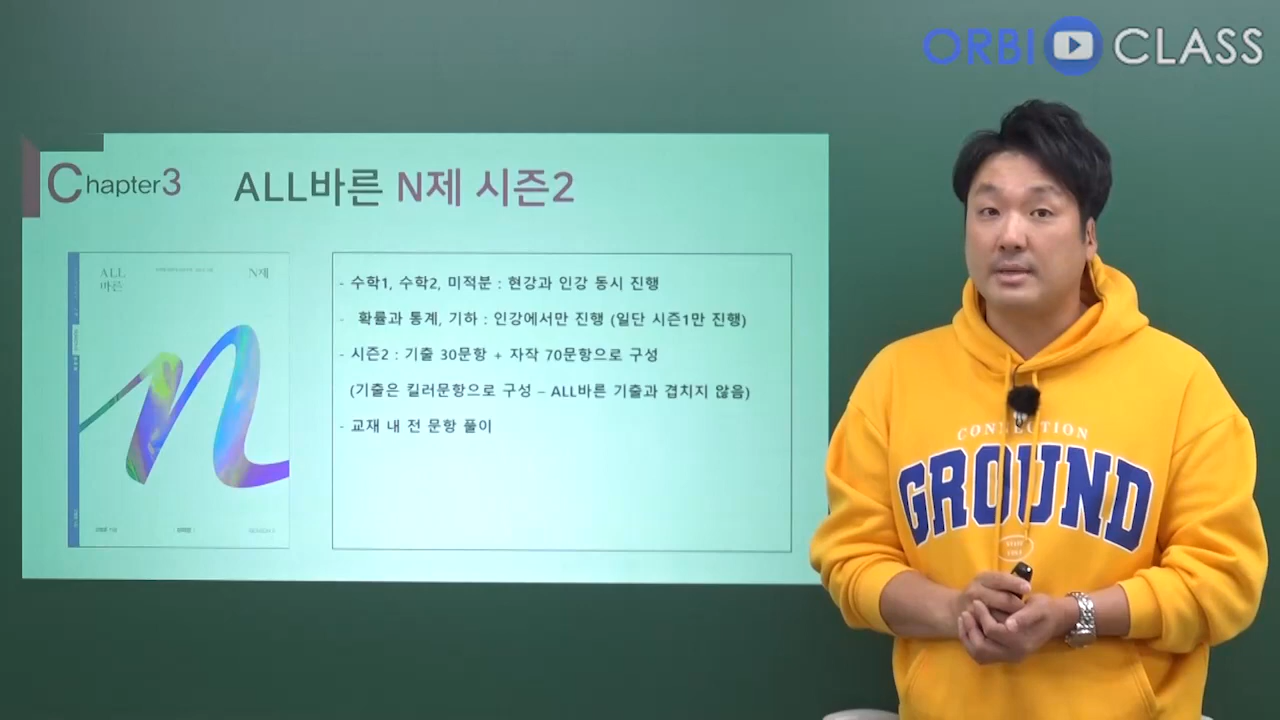 ORBI CLASS
Chapter3
ALL바른 N제 시즌2
ALL
바른
N제
- 수학1, 수학2, 미적분 : 현강과 인강 동시 진행
- 확률과 통계, 기하 : 인강에서만 진행 (일단 시즌1만 진행)
- 시즌2 : 기출 30문항 + 자작 70문항으로 구성
(기출은 킬러문항으로 구성 – ALL바른 기출과 겹치지 않음)
- 교재 내 전 문항 풀이
CONNECTION
GROUND